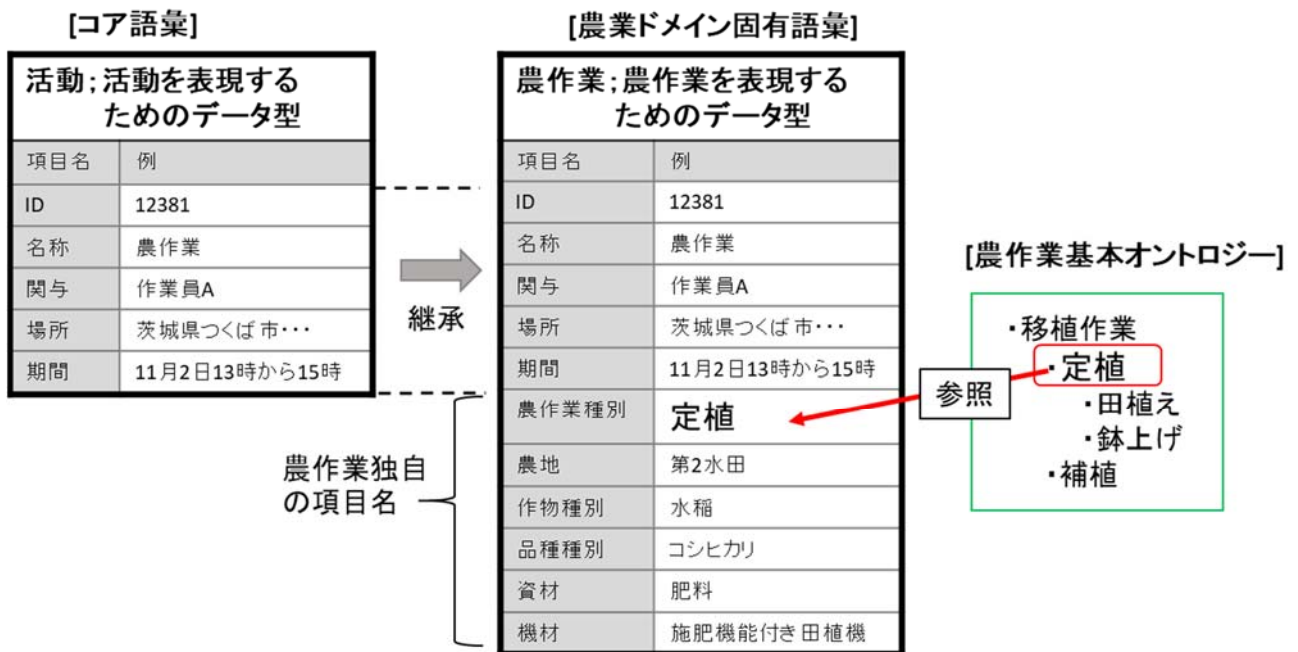 [コア語彙]
活動;活動を表現する
ためのデータ型
項目名 例
ID 12381
名称 農作業
関与 作業員A
場所 茨城県つくば市・・・
期間 11月2日13時から15時
継承
[農業ドメイン固有語彙]
農作業;農作業を表現する
ためのデータ型
項目名 例
ID 12381
名称 農作業
関与 作業員A
場所 茨城県つくば市・・・
期間 11月2日13時から15時
農作業種別 定植
農地 第2水田
作物種別 水稲
品種種別 コシヒカリ
資材 肥料
機材 施肥機能付き田植機
農作業独自
の項目名
参照
[農作業基本オントロジー]
・移植作業
・定植
・田植え
・鉢上げ
・補植